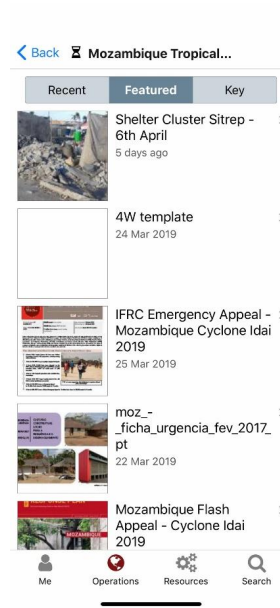 Back
Mozambique Tropical...
Recent
Featured
Key
Shelter Cluster Sitrep -
6th April
5 days ago
4W template
24 Mar 2019
IFRC Emergency Appeal -
Mozambique Cyclone Idai
2019
25 Mar 2019
moz_-
_ficha_urgencia_fev_2017_
pt
22 Mar 2019
MOZAMBIQUE
Mozambique Flash
Appeal - Cyclone Idai
2019
Me
Operations
Resources
Search